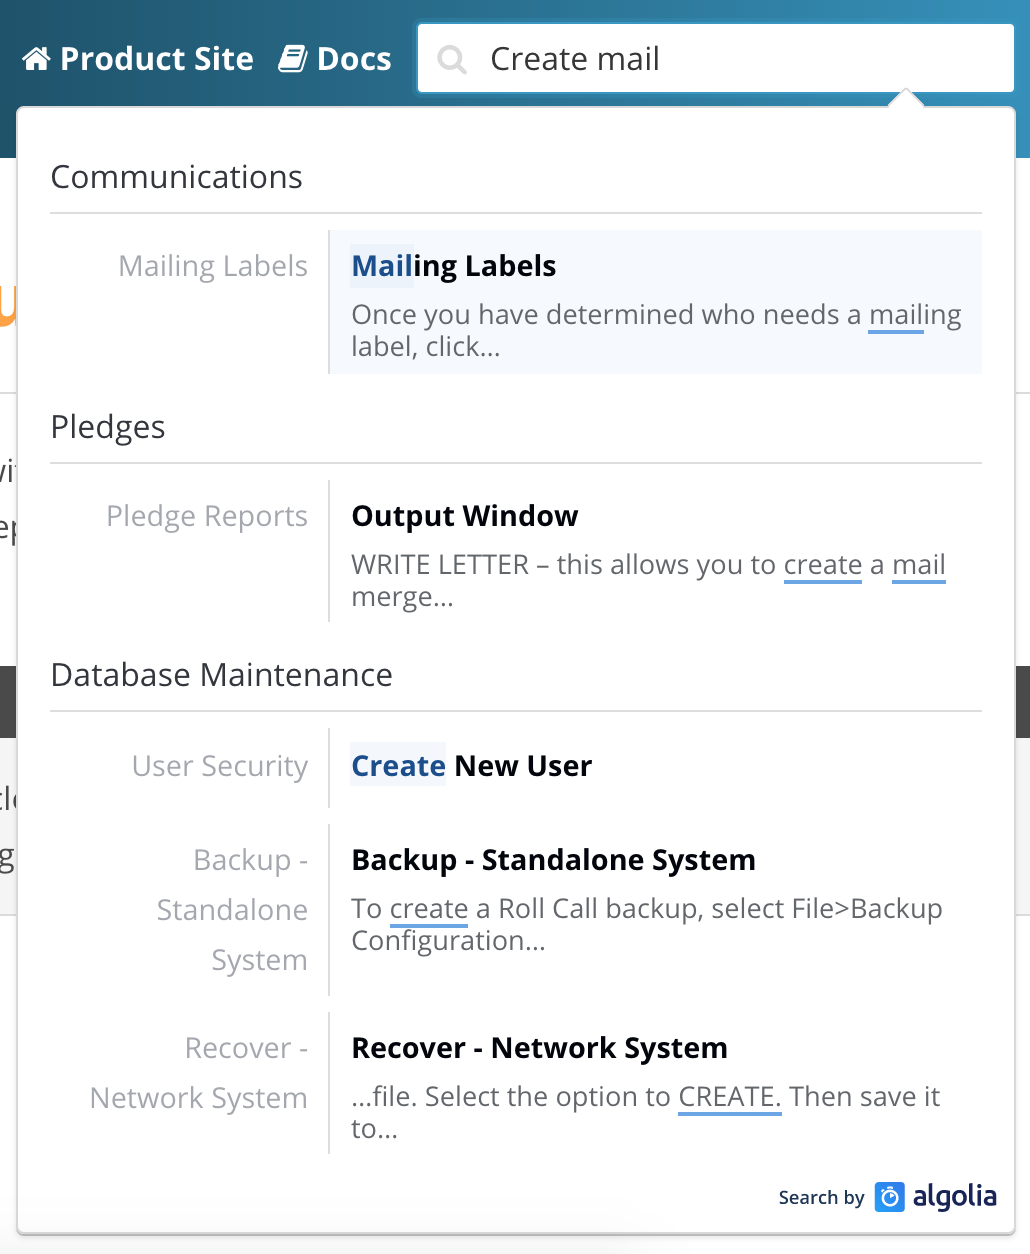 Product Site Docs Create mail
Communications
Mailing Labels
Mailing Labels
Once you have determined who needs a mailing
label, click...
Pledges
Pledge Reports
Output Window
WRITE LETTER – this allows you to create a mail
merge...
Database Maintenance
User Security
Create New User
Backup -
Standalone
System
Backup - Standalone System
To create a Roll Call backup, select File>Backup
Configuration...
Recover -
Network System
Recover - Network System
...file. Select the option to CREATE. Then save it
to...
Search by algolia